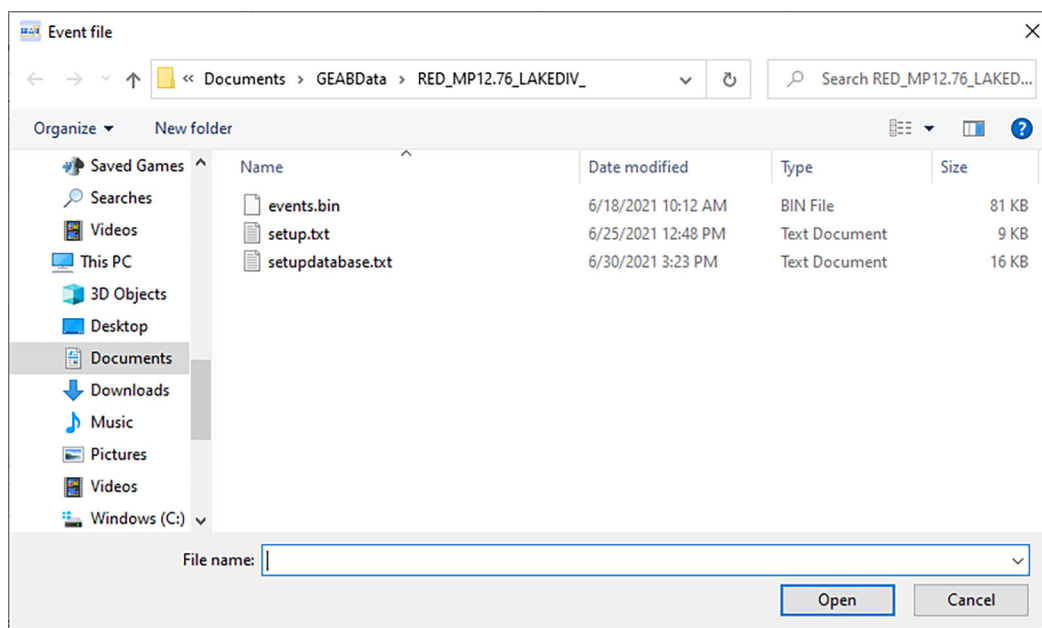 Event file
« Documents > GEABData > RED_MP12.76_LAKEDIV_
Search RED_MP12.76_LAKED...
Organize New folder
Name Date modified Type Size
events.bin 6/18/2021 10:12 AM BIN File 81 KB
setup.txt 6/25/2021 12:48 PM Text Document 9 KB
setupdatabase.txt 6/30/2021 3:23 PM Text Document 16 KB
Saved Games
Searches
Videos
This PC
3D Objects
Desktop
Documents
Downloads
Music
Pictures
Videos
Windows (C:)
File name:
Open Cancel